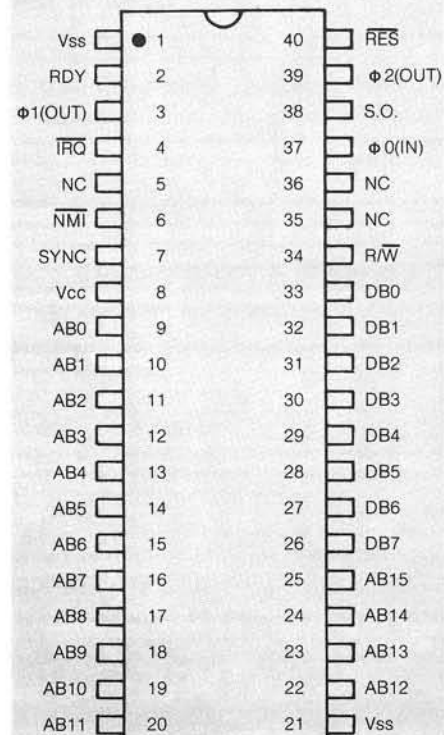 Vss 1 40 R̅E̅S̅
RDY 2 39 Φ2(OUT)
Φ1(OUT) 3 38 S.O.
I̅R̅Q̅ 4 37 Φ0(IN)
NC 5 36 NC
N̅M̅I̅ 6 35 NC
SYNC 7 34 R/W̅
Vcc 8 33 DB0
AB0 9 32 DB1
AB1 10 31 DB2
AB2 11 30 DB3
AB3 12 29 DB4
AB4 13 28 DB5
AB5 14 27 DB6
AB6 15 26 DB7
AB7 16 25 AB15
AB8 17 24 AB14
AB9 18 23 AB13
AB10 19 22 AB12
AB11 20 21 Vss